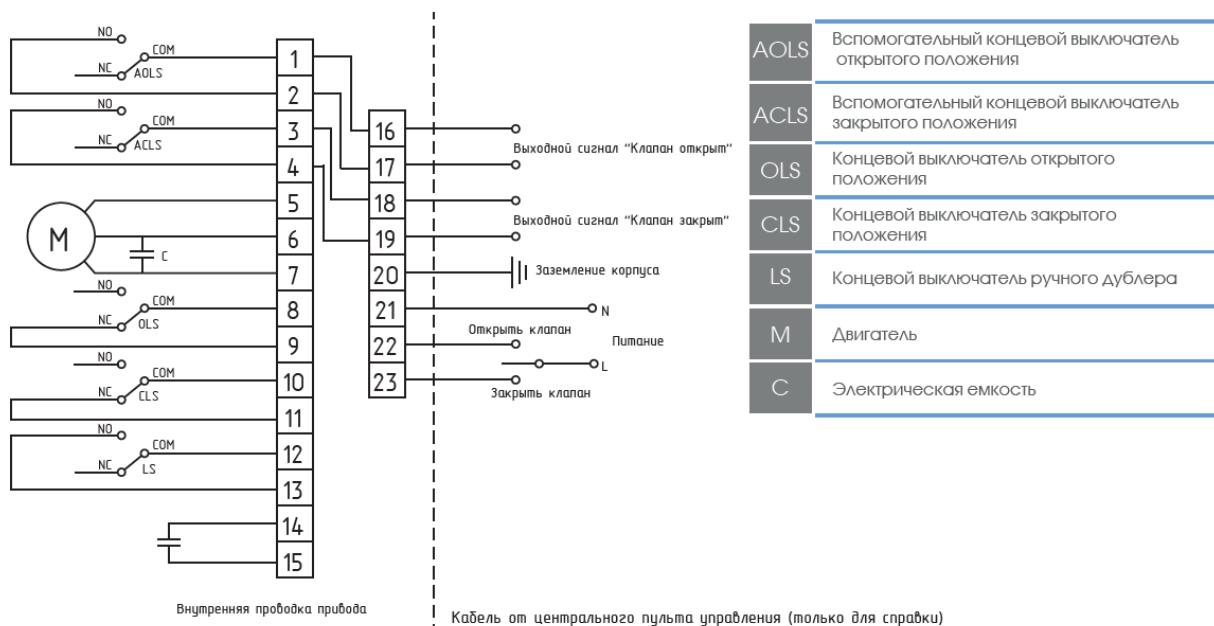 NO
COM
NC
AOLS
NO
COM
NC
ACLS
M
C
NO
COM
NC
OLS
NO
COM
NC
CLS
NO
COM
NC
LS
1
2
3
4
5
6
7
8
9
10
11
12
13
14
15
16
17
18
19
20
21
22
23
Выходной сигнал "Клапан открыт"
Выходной сигнал "Клапан закрыт"
Заземление корпуса
N
Открыть клапан
Питание
L
Закрыть клапан
Внутренняя проводка привода
Кабель от центрального пульта управления (только для справки)
AOLS
Вспомогательный концевой выключатель
открытого положения
ACLS
Вспомогательный концевой выключатель
закрытого положения
OLS
Концевой выключатель открытого
положения
CLS
Концевой выключатель закрытого
положения
LS
Концевой выключатель ручного дублера
M
Двигатель
C
Электрическая емкость